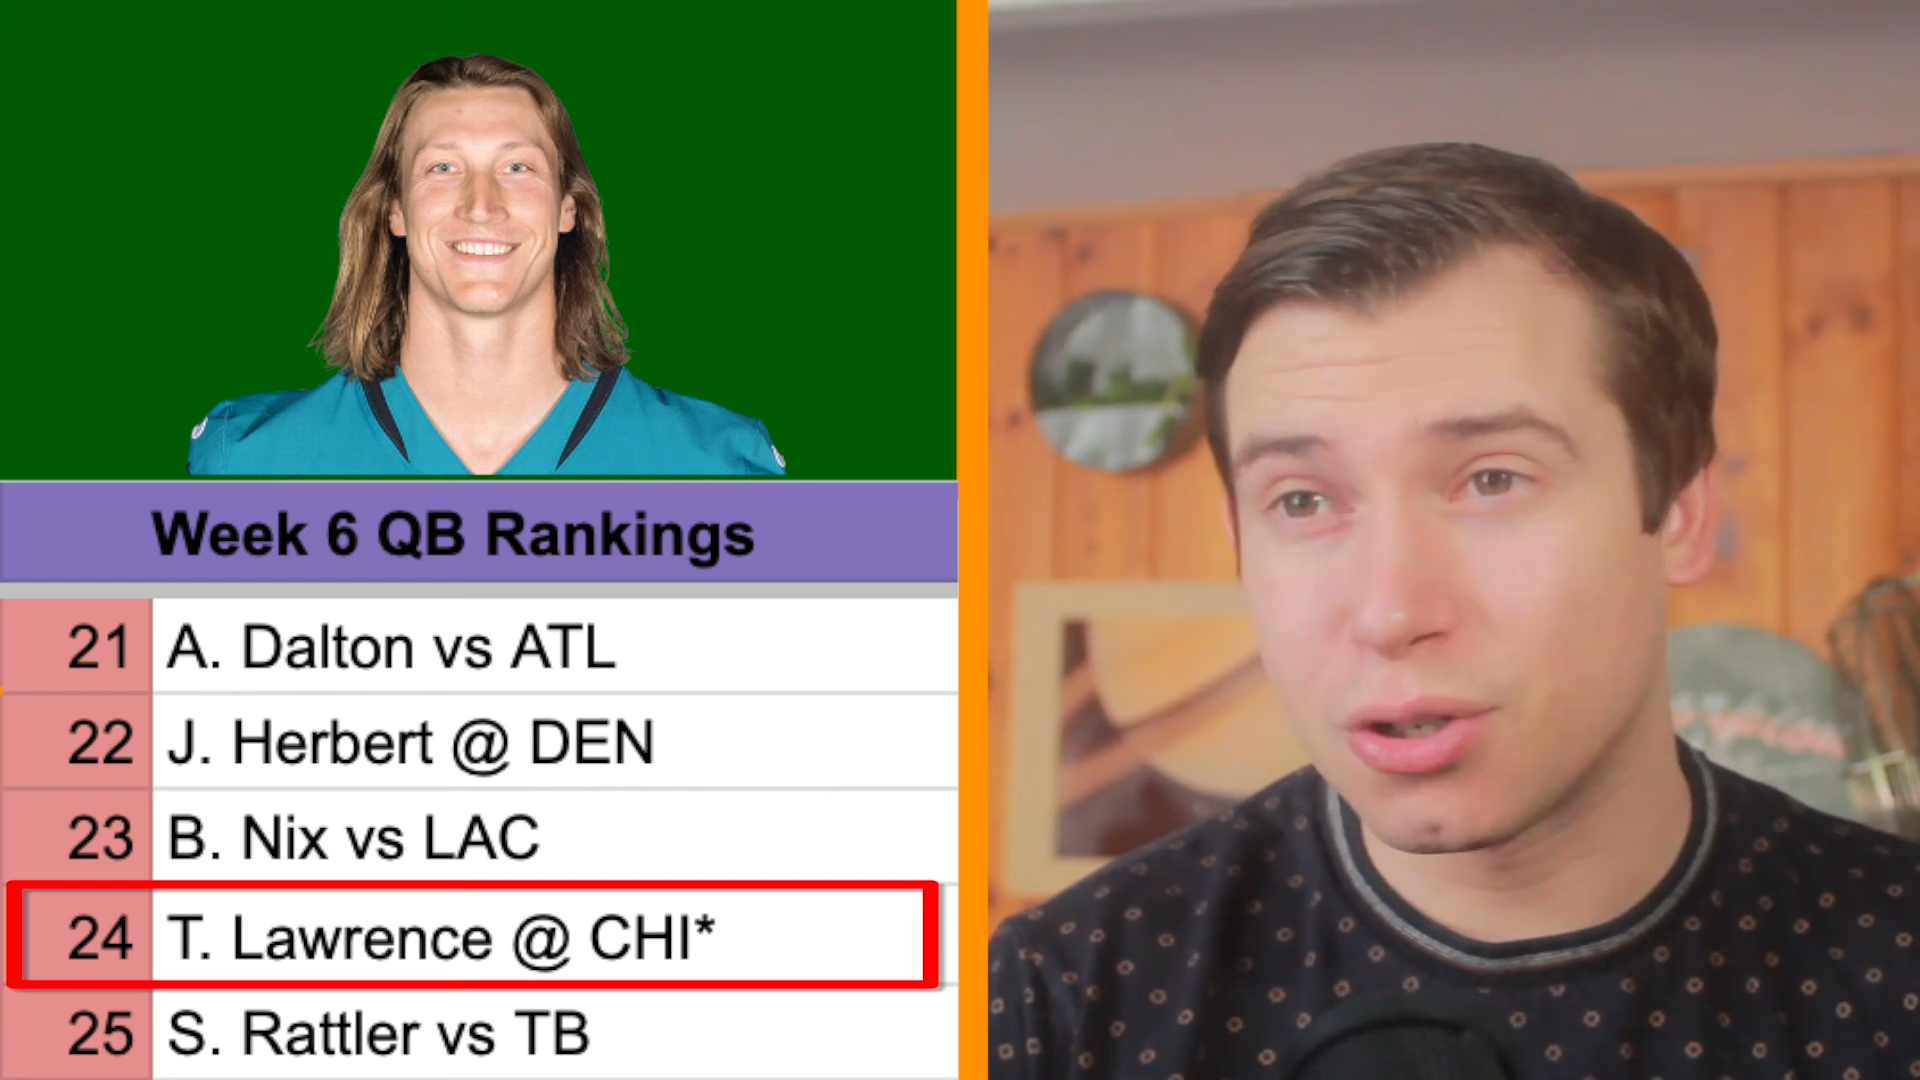 Week 6 QB Rankings
21 A. Dalton vs ATL
22 J. Herbert @ DEN
23 B. Nix vs LAC
24 T. Lawrence @ CHI*
25 S. Rattler vs TB